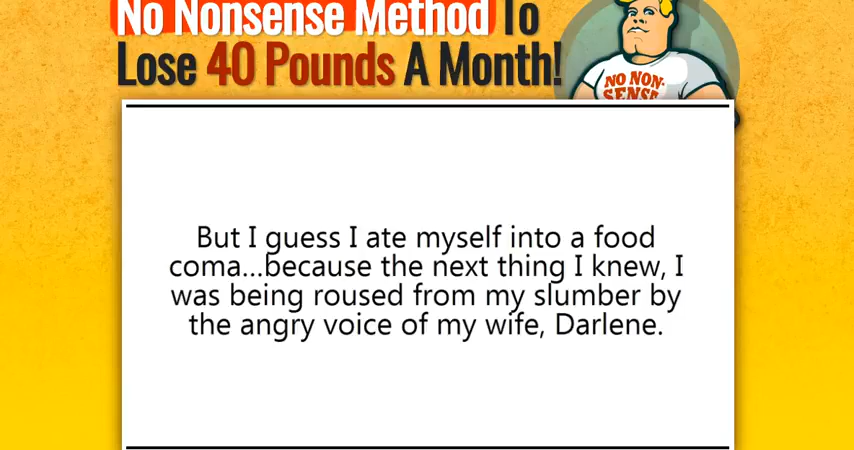 No Nonsense Method To
Lose 40 Pounds A Month!
NO NON-
SENSE
But I guess I ate myself into a food
coma...because the next thing I knew, I
was being roused from my slumber by
the angry voice of my wife, Darlene.